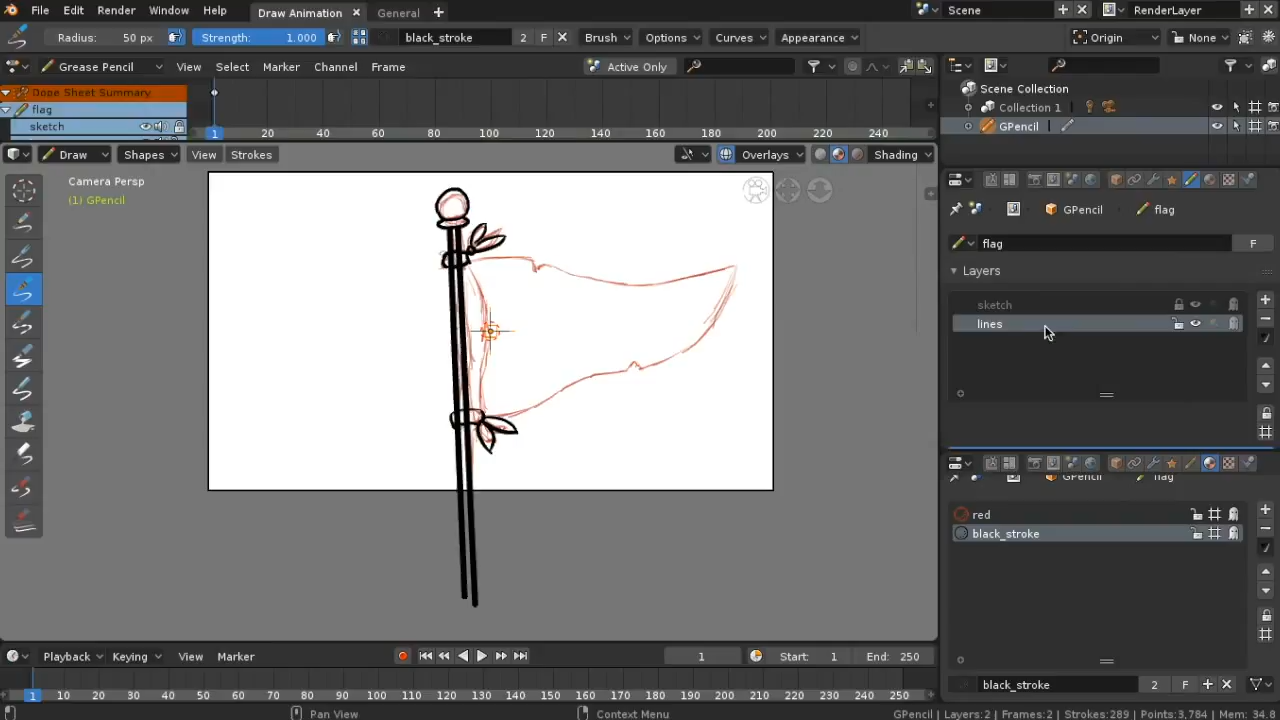 File Edit Render Window Help Draw Animation General Scene RenderLayer
Radius: 50 px Strength: 1.000 black_stroke 2 F Brush Options Curves Appearance Origin None
Grease Pencil View Select Marker Channel Frame Active Only
Dope Sheet Summary
flag
sketch
1 20 40 60 80 100 120 140 160 180 200 220 240
Scene Collection
Collection 1
GPencil
Draw Shapes View Strokes Overlays Shading
Camera Persp
(1) GPencil
GPencil flag
flag F
Layers
sketch
lines
GPencil flag
red
black_stroke
black_stroke 2 F
Playback Keying View Marker 1 Start: 1 End: 250
1 10 20 30 40 50 60 70 80 90 100 110 120 130 140 150 160 170 180 190 200 210 220 230 240 250
Pan View Context Menu GPencil | Layers:2 | Frames:2 | Strokes:289 | Points:3,784 | Mem: 34.8